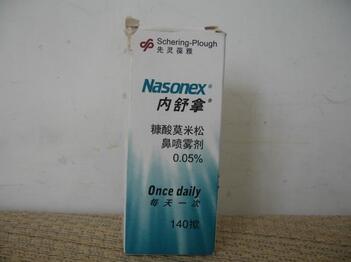 Schering-Plough
先灵葆雅
Nasonex®
内舒拿®
糠酸莫米松
鼻喷雾剂
0.05%
Once daily
每天一次
140揿